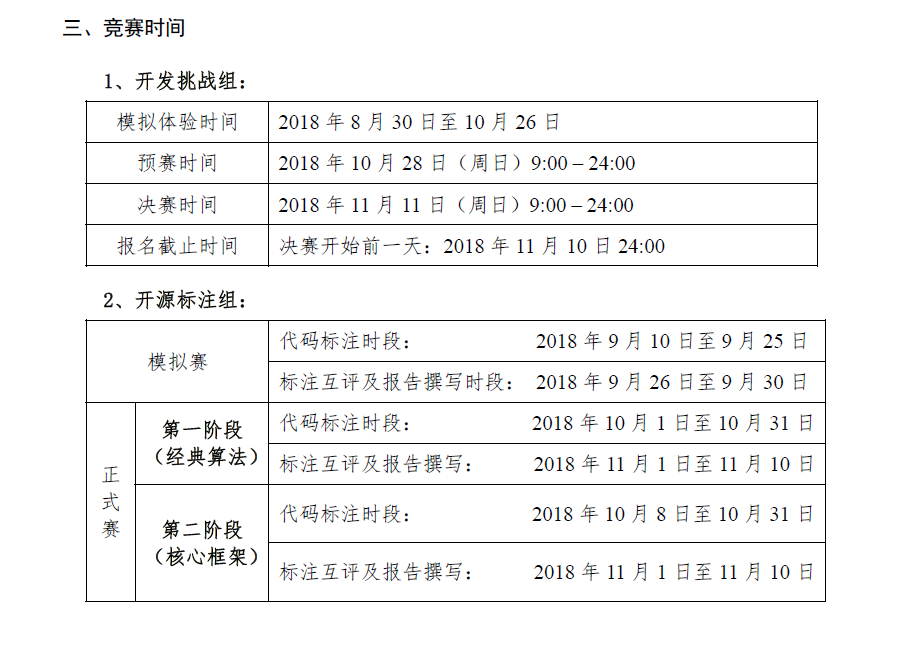 三、竞赛时间
1、开发挑战组：
模拟体验时间 2018 年 8 月 30 日至 10 月 26 日
预赛时间 2018 年 10 月 28 日（周日）9:00 – 24:00
决赛时间 2018 年 11 月 11 日（周日）9:00 – 24:00
报名截止时间 决赛开始前一天：2018 年 11 月 10 日 24:00
2、开源标注组：
模拟赛
代码标注时段： 2018 年 9 月 10 日至 9 月 25 日
标注互评及报告撰写时段： 2018 年 9 月 26 日至 9 月 30 日
正式赛
第一阶段
（经典算法）
代码标注时段： 2018 年 10 月 1 日至 10 月 31 日
标注互评及报告撰写： 2018 年 11 月 1 日至 11 月 10 日
第二阶段
（核心框架）
代码标注时段： 2018 年 10 月 8 日至 10 月 31 日
标注互评及报告撰写： 2018 年 11 月 1 日至 11 月 10 日